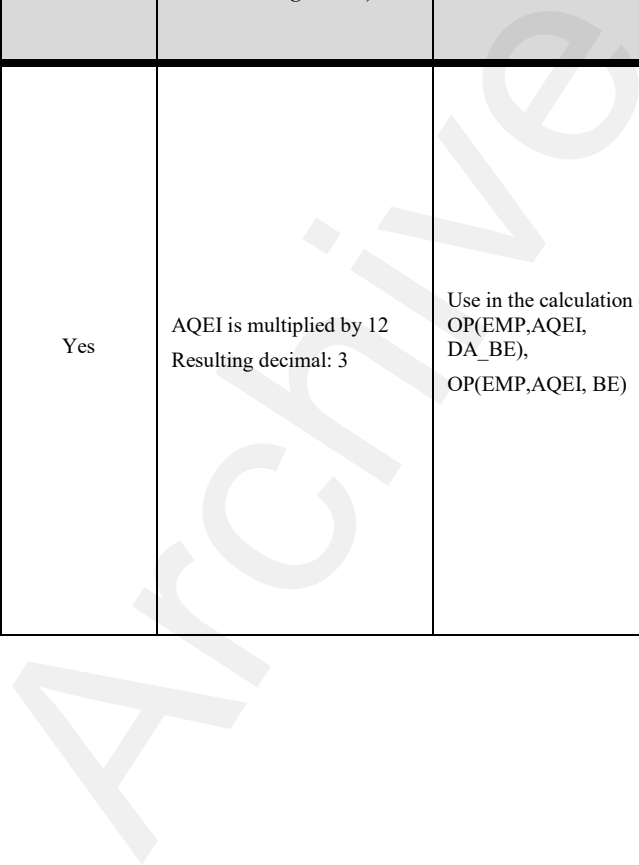 Yes
AQEI is multiplied by 12
Resulting decimal: 3
Use in the calculation
OP(EMP,AQEI,
DA_BE),
OP(EMP,AQEI, BE)
Archive